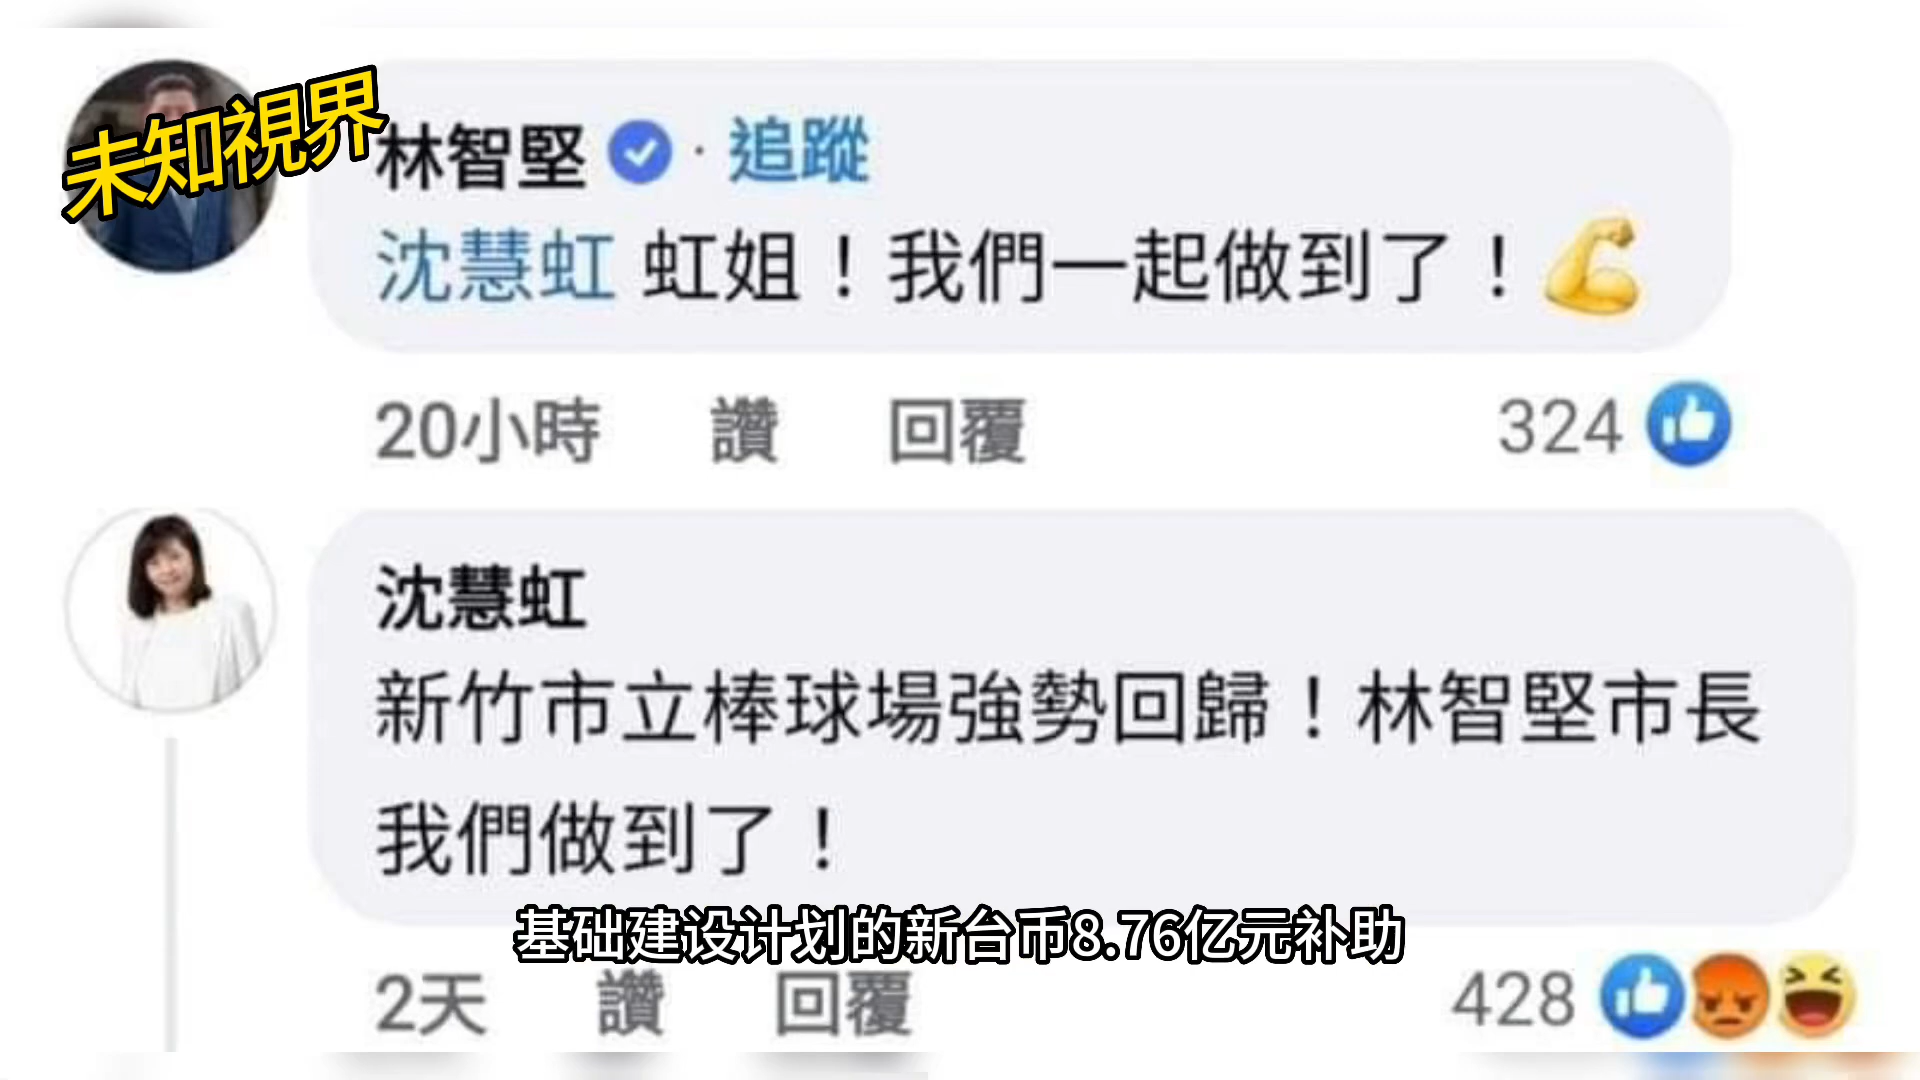 未知視界
林智堅 · 追蹤
沈慧虹 虹姐！我們一起做到了！💪
20小時 讚 回覆 324
沈慧虹
新竹市立棒球場強勢回歸！林智堅市長
我們做到了！
基础建设计划的新台币8.76亿元补助
2天 讚 回覆 428